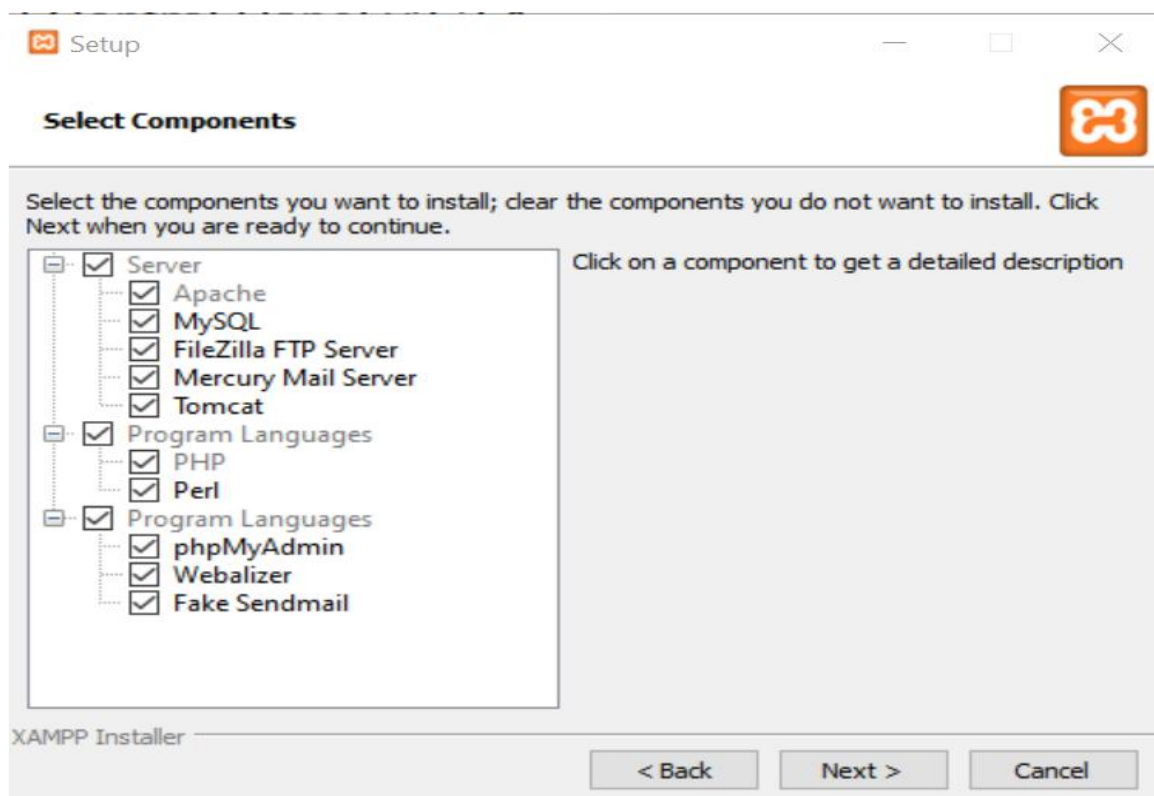 Setup
Select Components
Select the components you want to install; clear the components you do not want to install. Click
Next when you are ready to continue.
Server
Apache
MySQL
FileZilla FTP Server
Mercury Mail Server
Tomcat
Program Languages
PHP
Perl
Program Languages
phpMyAdmin
Webalizer
Fake Sendmail
Click on a component to get a detailed description
XAMPP Installer
< Back
Next >
Cancel